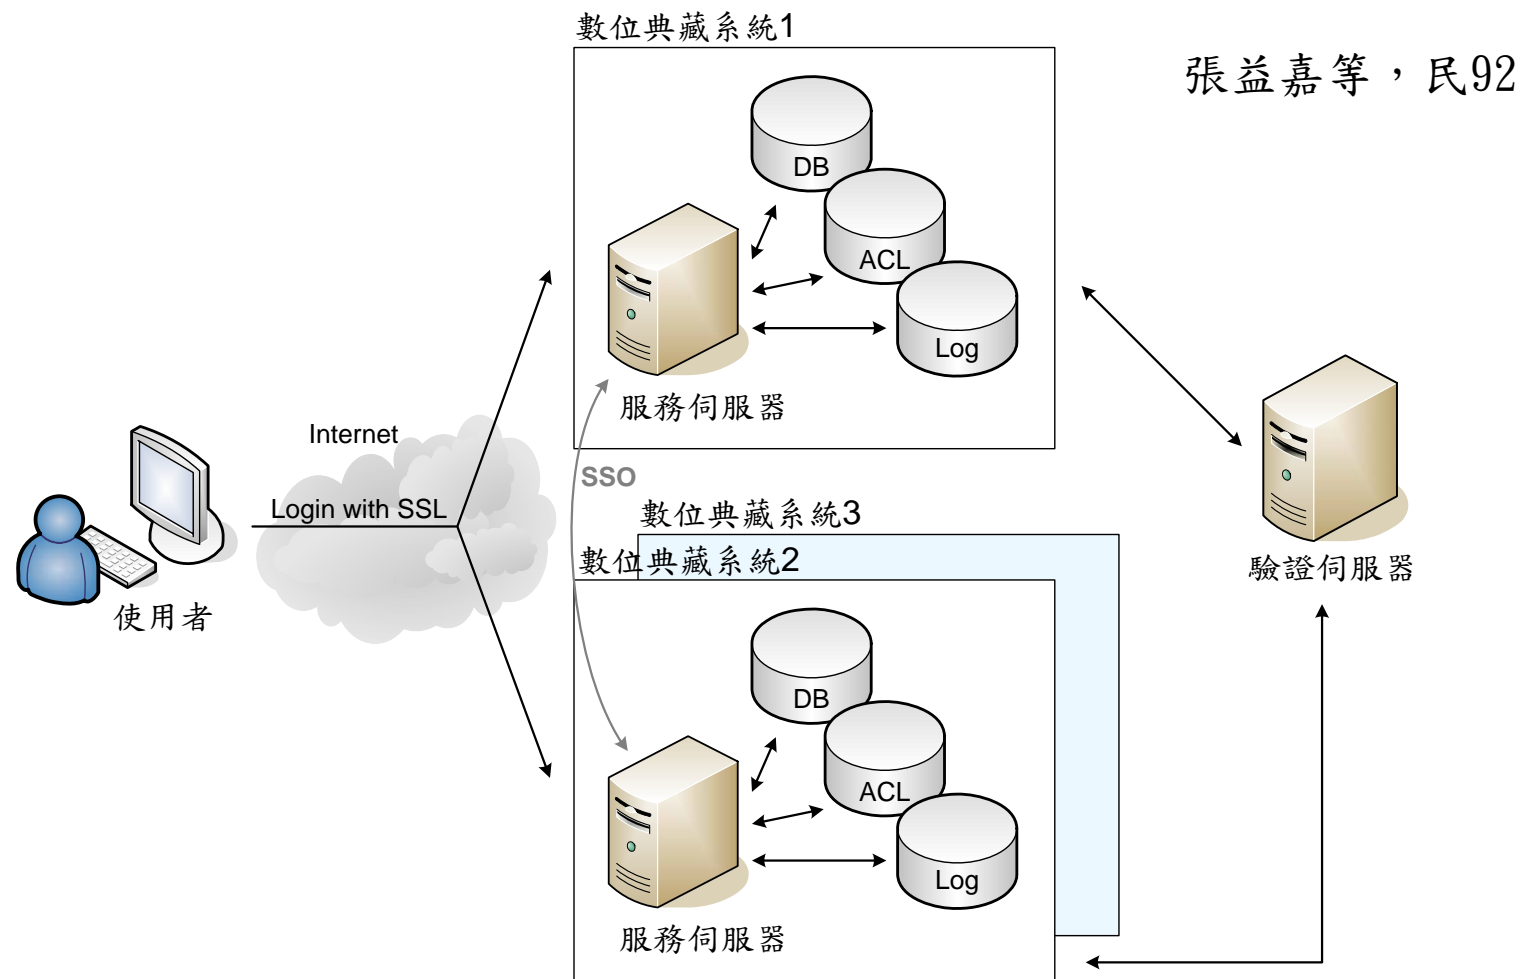 數位典藏系統1
張益嘉等，民92
DB
ACL
Log
服務伺服器
Internet
Login with SSL
使用者
SSO
數位典藏系統3
數位典藏系統2
驗證伺服器
DB
ACL
Log
服務伺服器